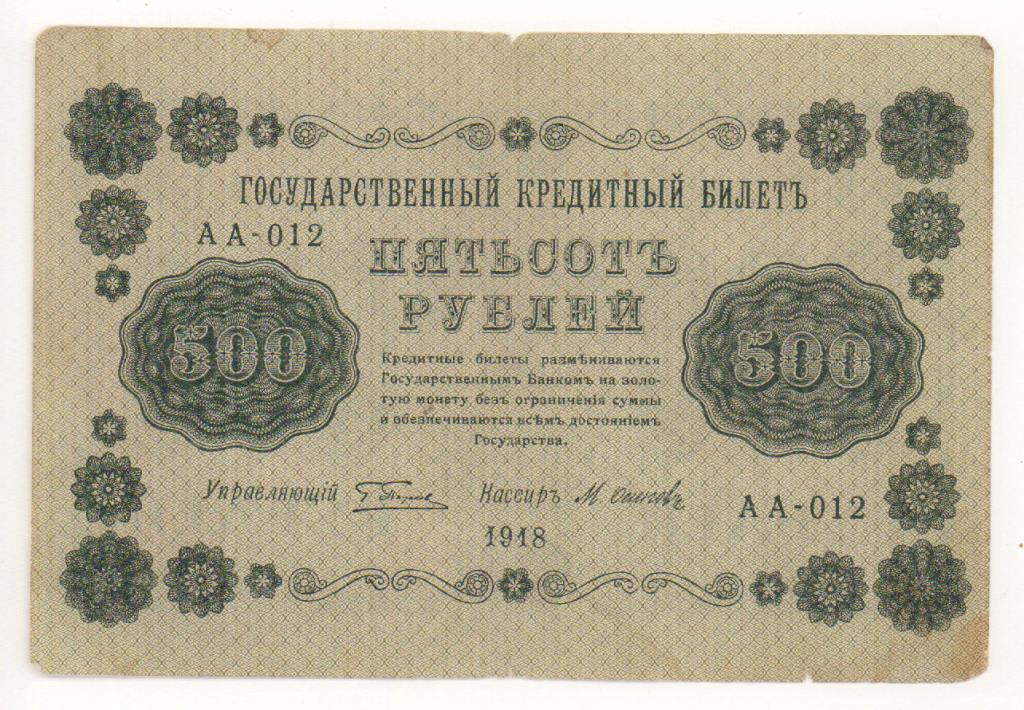 ГОСУДАРСТВЕННЫЙ КРЕДИТНЫЙ БИЛЕТЪ
АА-012
ПЯТЬСОТЪ
РУБЛЕЙ
500
500
Кредитные билеты размѣниваются
Государственнымъ Банкомъ на золо-
тую монету безъ ограниченія суммы
и обезпечиваются всѣмъ достояніемъ
Государства.
Управляющій
Кассиръ М. Осипов
АА-012
1918